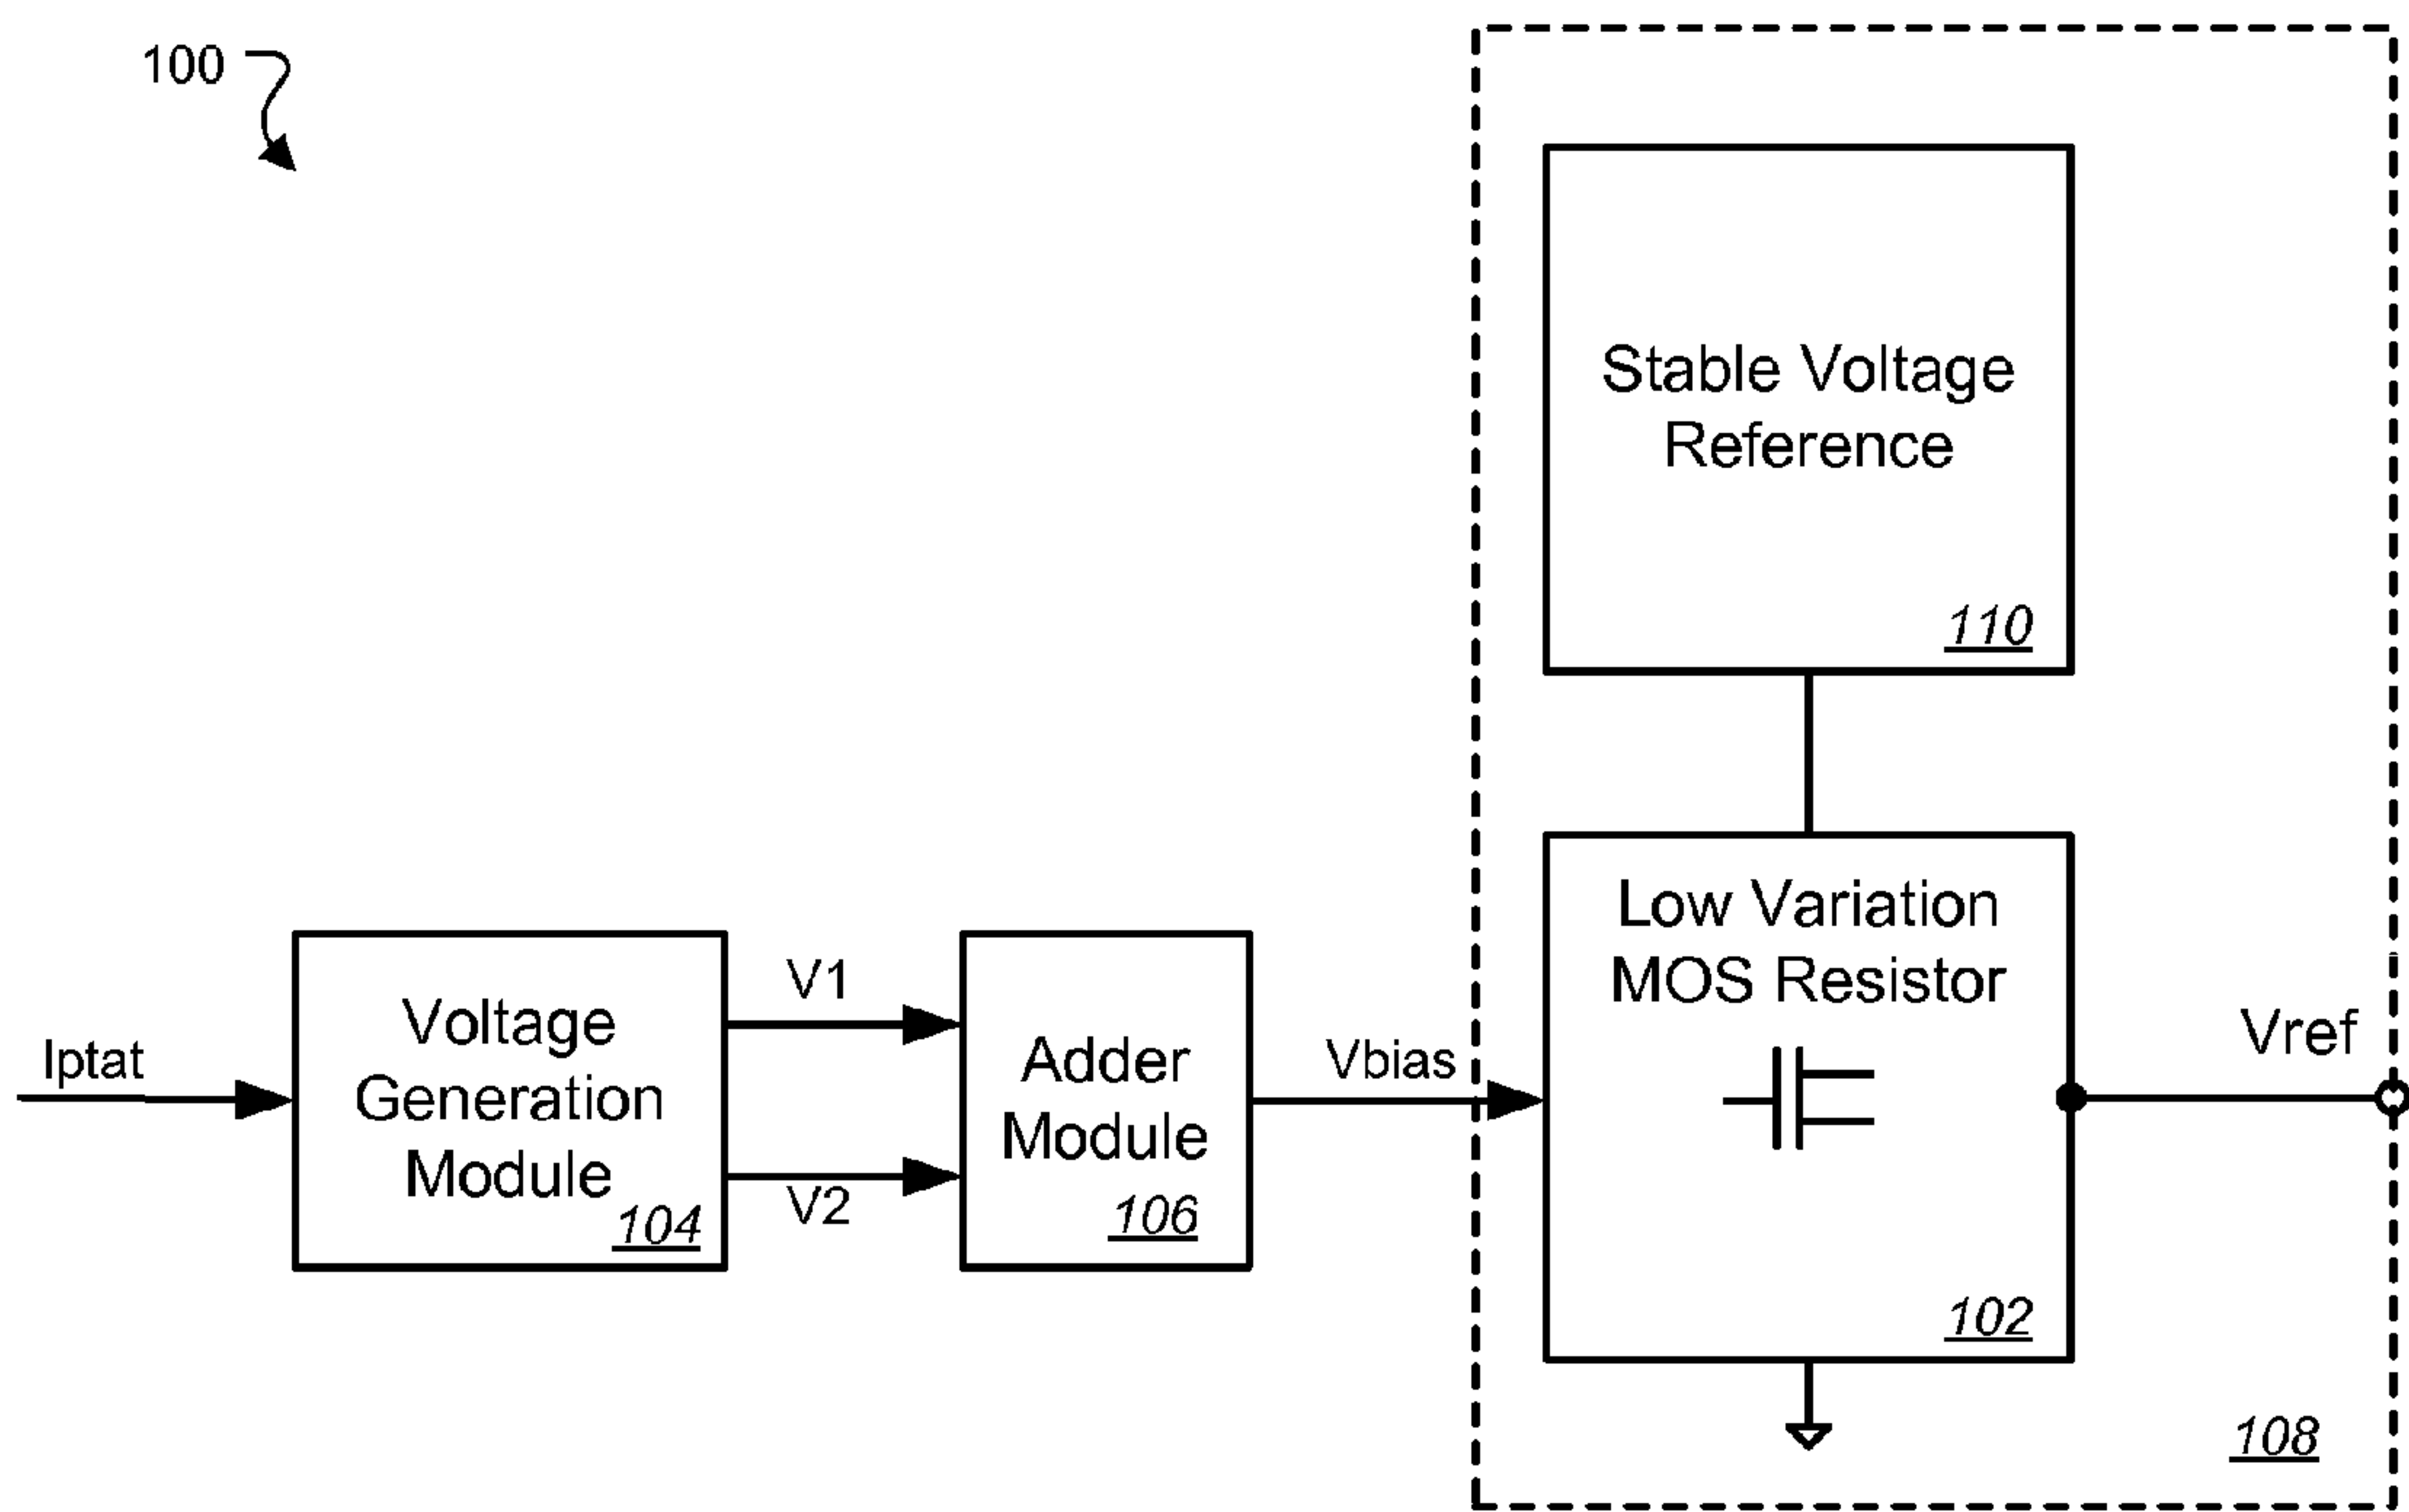 100
Stable Voltage
Reference
110
Low Variation
MOS Resistor
102
Iptat
Voltage
Generation
Module
104
V1
V2
Adder
Module
106
Vbias
Vref
108